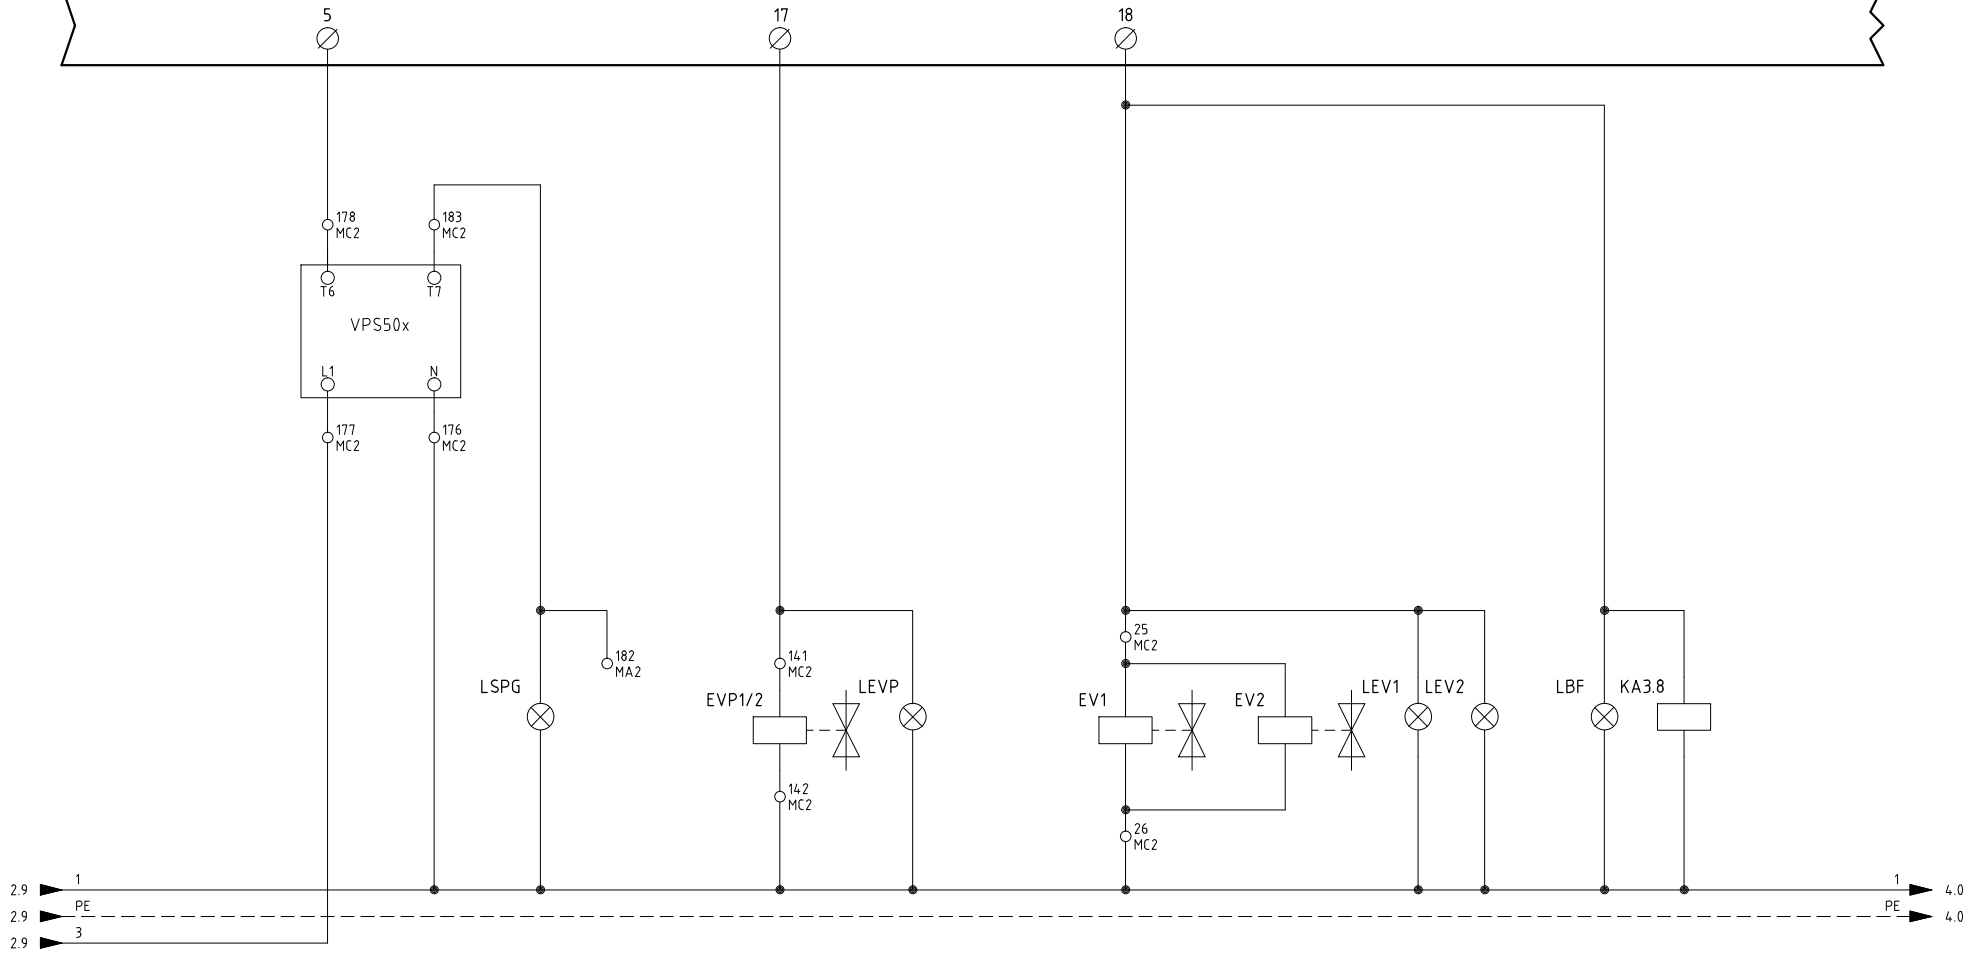 5
17
18
178
MC2
183
MC2
T6
T7
VPS50x
L1
N
177
MC2
176
MC2
182
MA2
LSPG
141
MC2
EVP1/2
LEVP
142
MC2
25
MC2
EV1
EV2
LEV1
LEV2
LBF
KA3.8
26
MC2
2.9
1
1
4.0
2.9
PE
PE
4.0
2.9
3